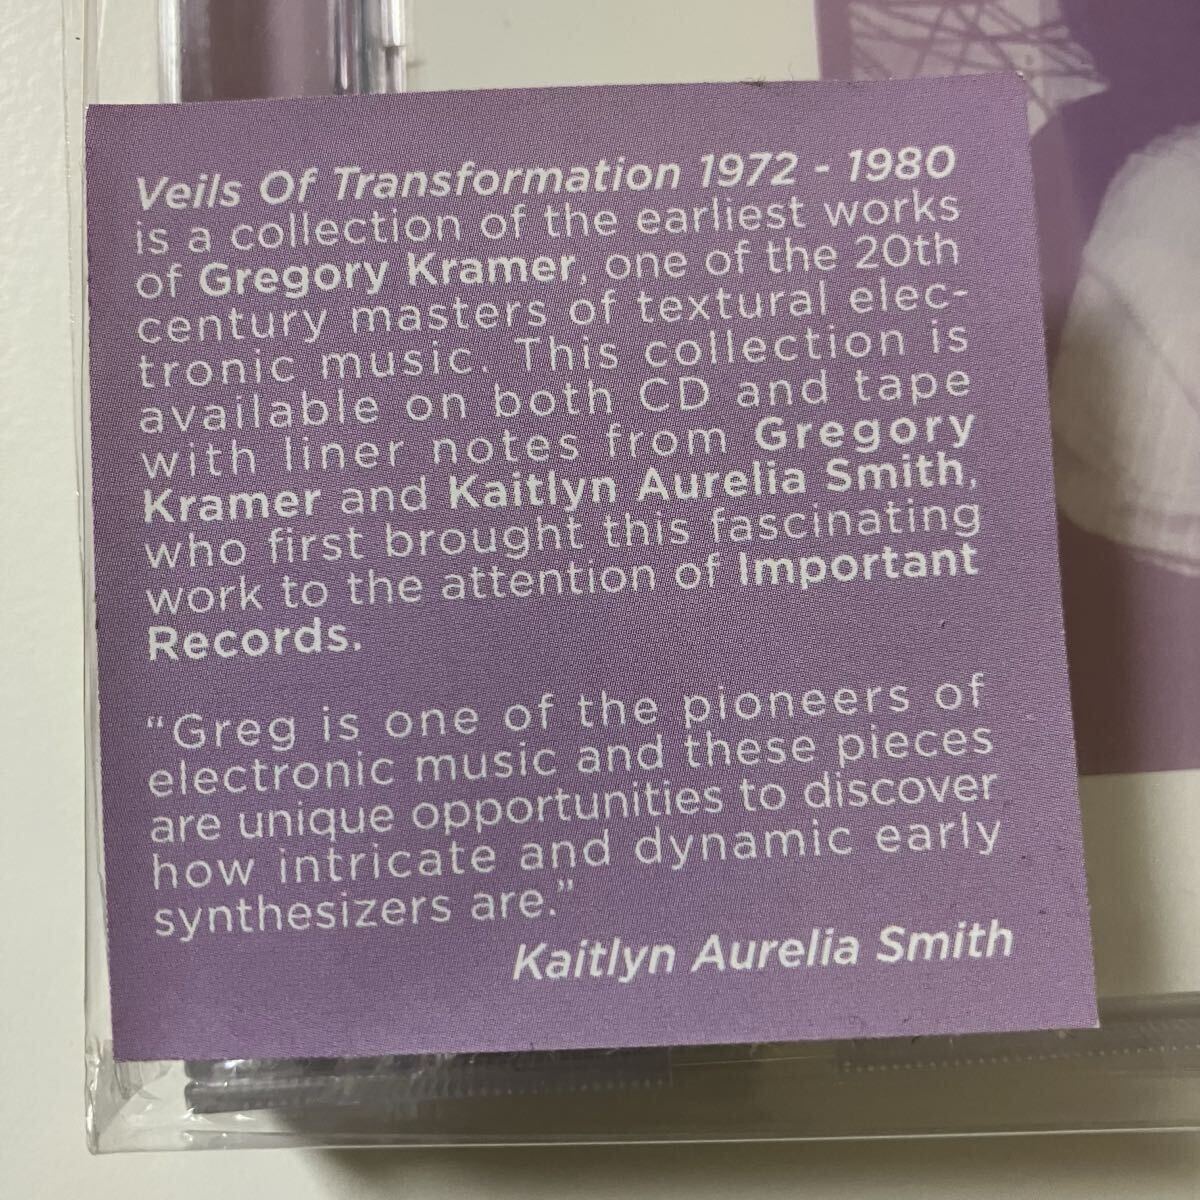 Veils Of Transformation 1972 - 1980
is a collection of the earliest works
of Gregory Kramer, one of the 20th
century masters of textural elec-
tronic music. This collection is
available on both CD and tape
with liner notes from Gregory
Kramer and Kaitlyn Aurelia Smith,
who first brought this fascinating
work to the attention of Important
Records.
“Greg is one of the pioneers of
electronic music and these pieces
are unique opportunities to discover
how intricate and dynamic early
synthesizers are.”
Kaitlyn Aurelia Smith